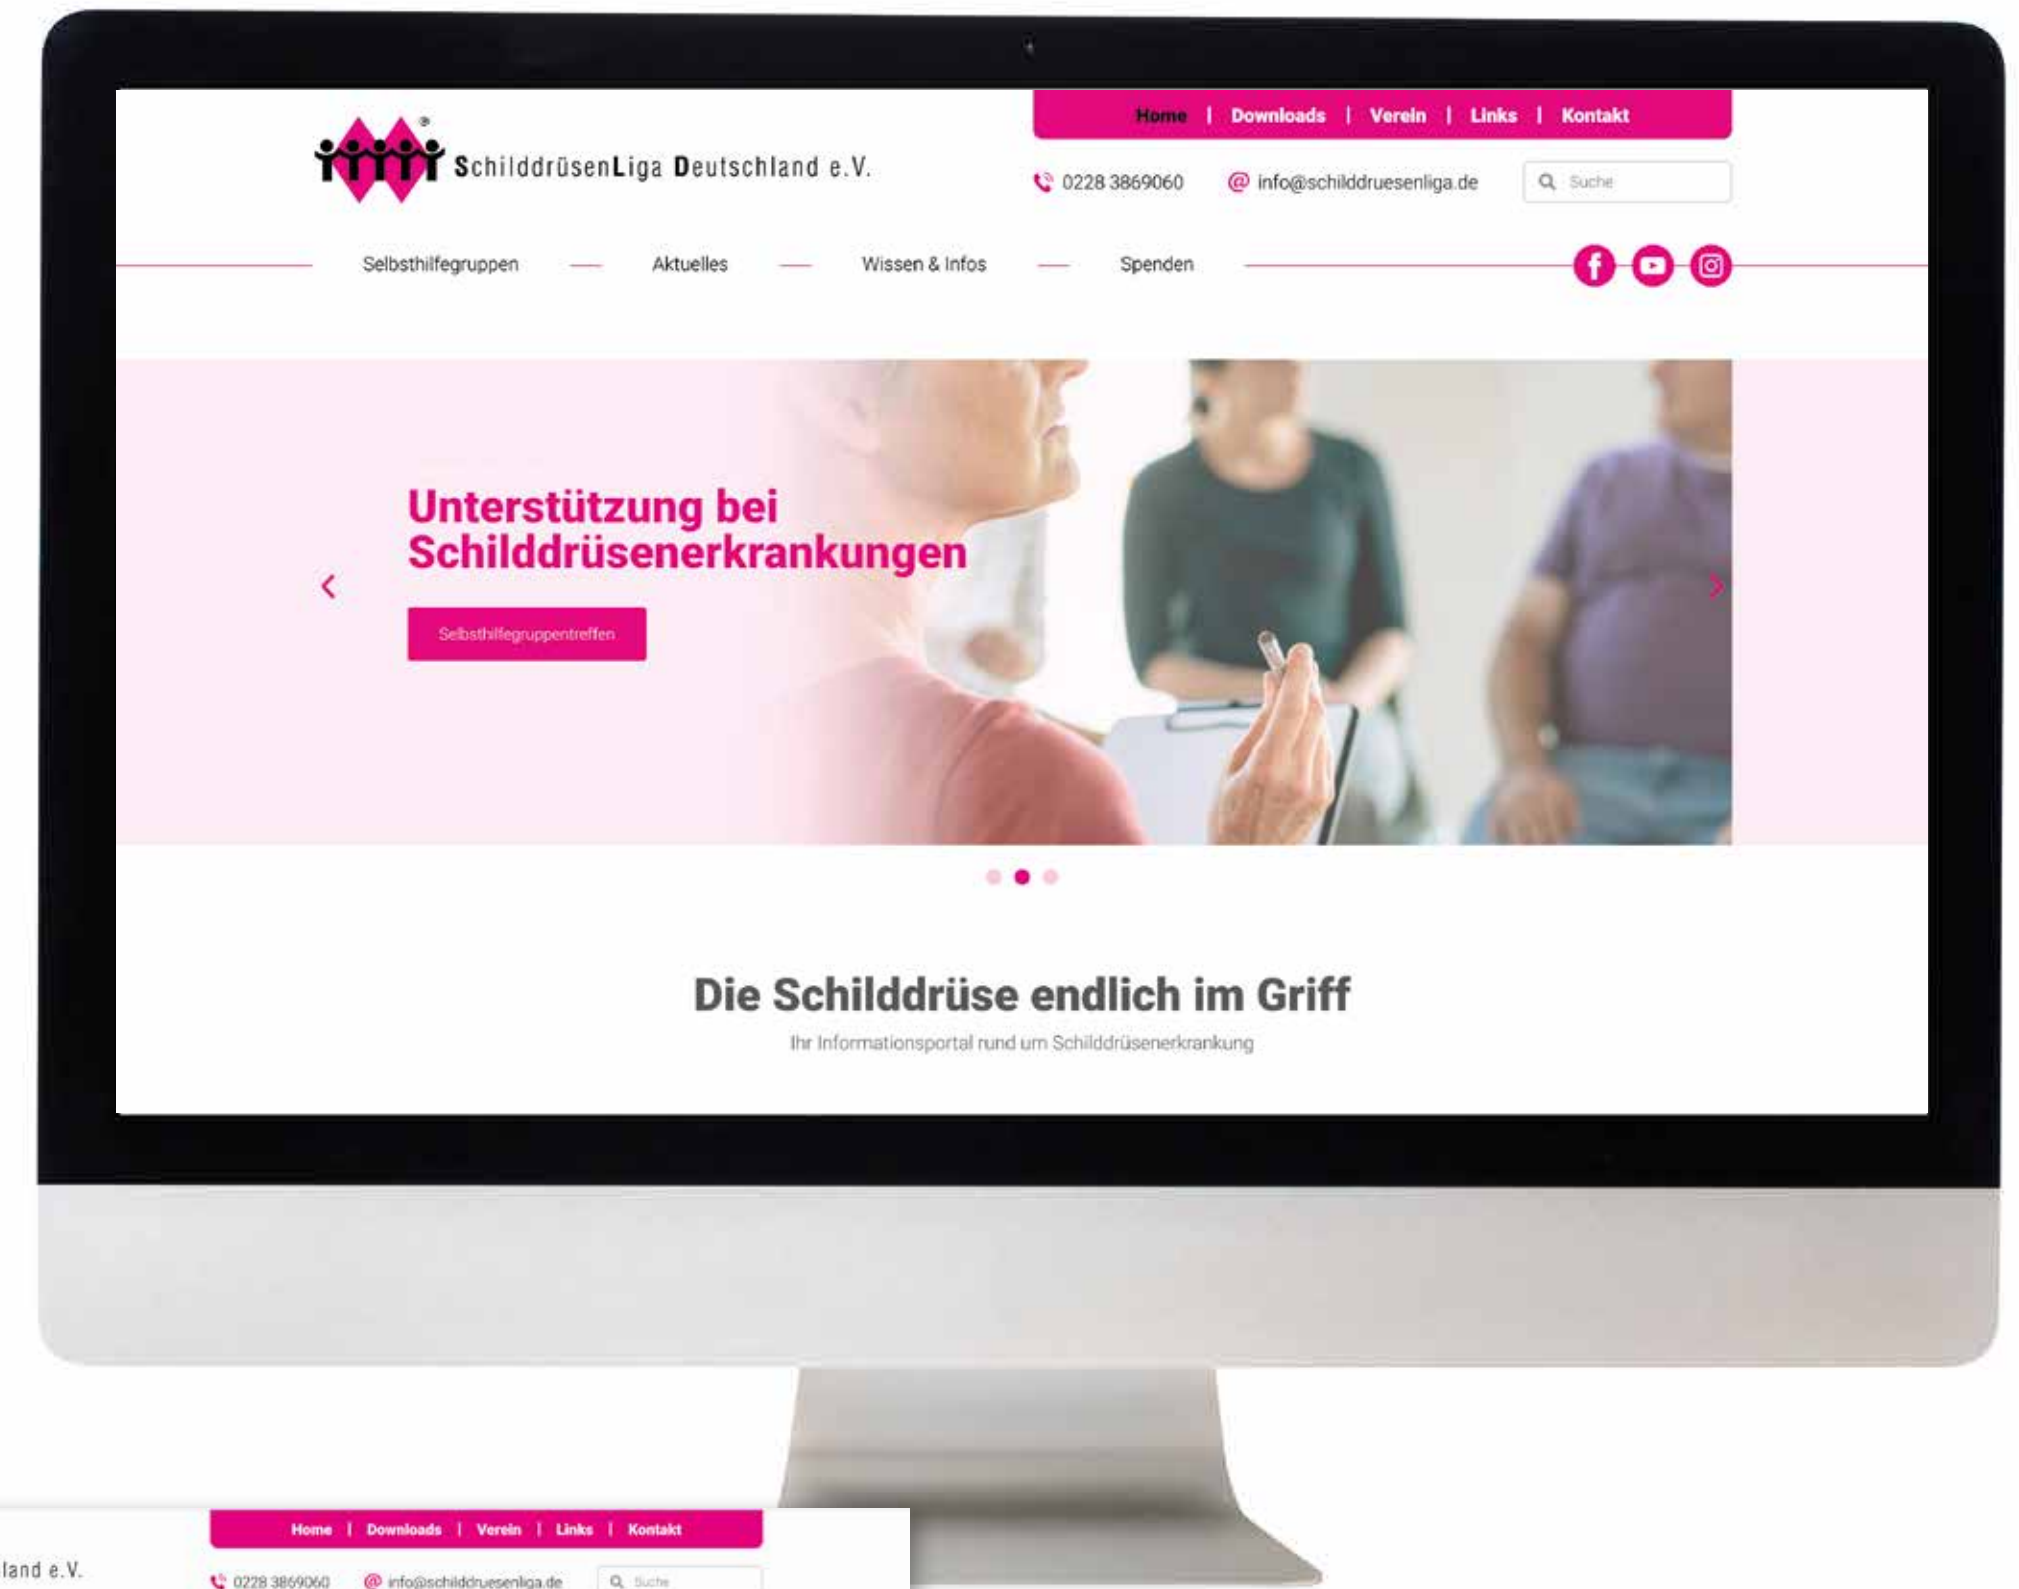 Home | Downloads | Verein | Links | Kontakt
®
SchilddrüsenLiga Deutschland e.V.
0228 3869060 @ info@schilddruesenliga.de Suche
Selbsthilfegruppen — Aktuelles — Wissen & Infos — Spenden
Unterstützung bei
Schilddrüsenerkrankungen
Selbsthilfegruppentreffen
Die Schilddrüse endlich im Griff
Ihr Informationsportal rund um Schilddrüsenerkrankung
Home | Downloads | Verein | Links | Kontakt
land e.V.
0228 3869060 @ info@schilddruesenliga.de Suche